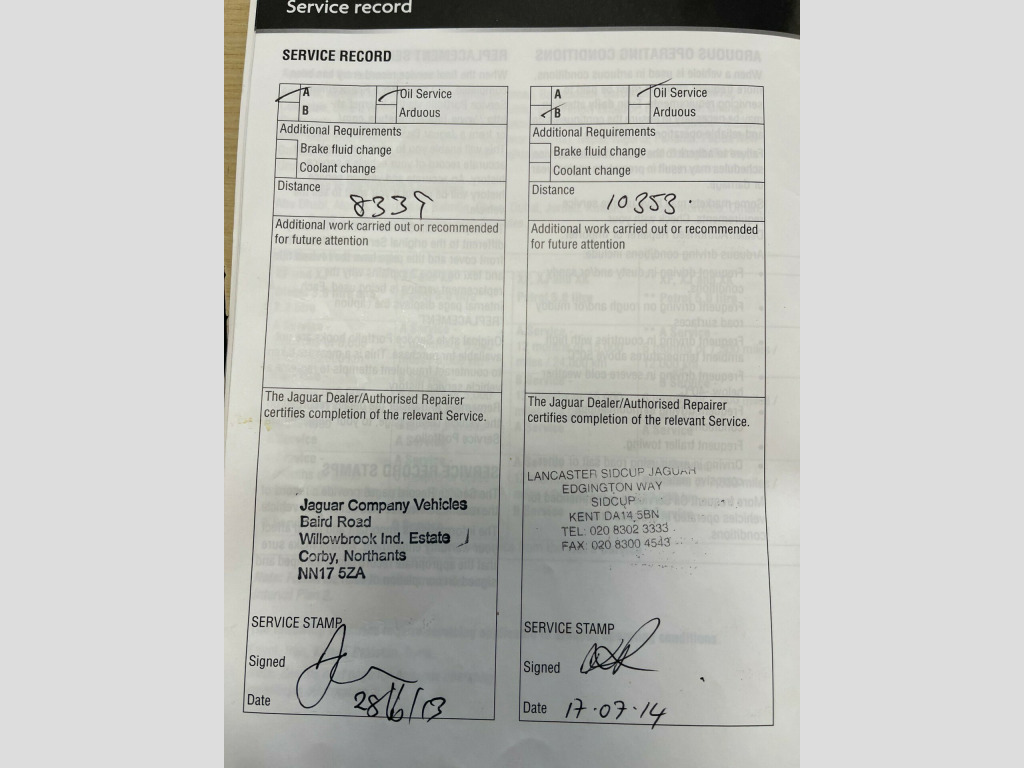 Service record
SERVICE RECORD
A
Oil Service
B
Arduous
Additional Requirements
Brake fluid change
Coolant change
Distance
8339
Additional work carried out or recommended
for future attention
The Jaguar Dealer/Authorised Repairer
certifies completion of the relevant Service.
Jaguar Company Vehicles
Baird Road
Willowbrook Ind. Estate
Corby, Northants
NN17 5ZA
SERVICE STAMP
Signed
Date 28/6/13
A
Oil Service
B
Arduous
Additional Requirements
Brake fluid change
Coolant change
Distance
10353.
Additional work carried out or recommended
for future attention
The Jaguar Dealer/Authorised Repairer
certifies completion of the relevant Service.
LANCASTER SIDCUP JAGUAR
EDGINGTON WAY
SIDCUP
KENT DA14 5BN
TEL: 020 8302 3333
FAX: 020 8300 4543
SERVICE STAMP
Signed
Date 17.07.14